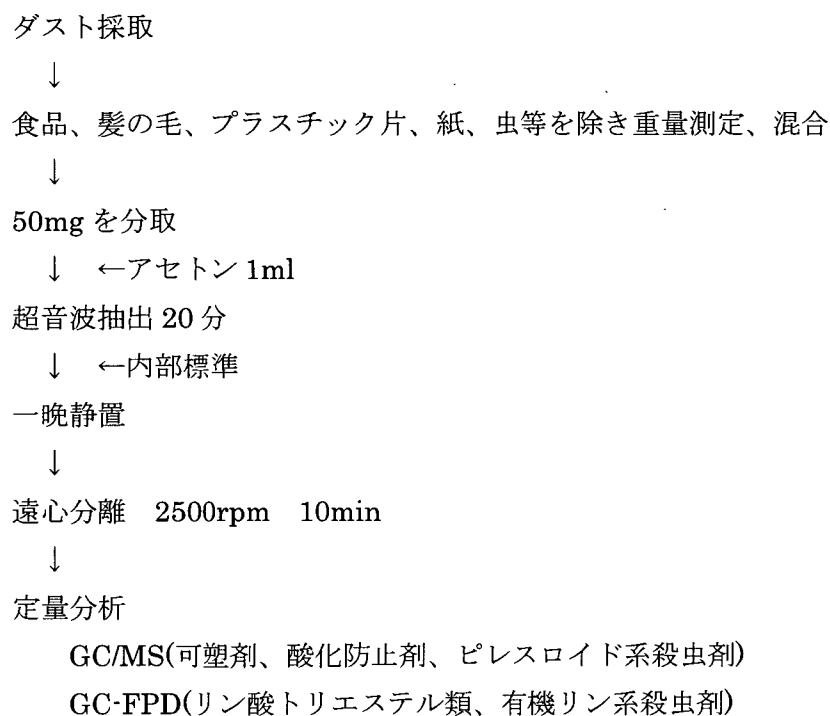 ダスト採取
↓
食品、髪の毛、プラスチック片、紙、虫等を除き重量測定、混合
↓
50mg を分取
↓ ←アセトン 1ml
超音波抽出 20 分
↓ ←内部標準
一晩静置
↓
遠心分離 2500rpm 10min
↓
定量分析
GC/MS(可塑剤、酸化防止剤、ピレスロイド系殺虫剤)
GC-FPD(リン酸トリエステル類、有機リン系殺虫剤)